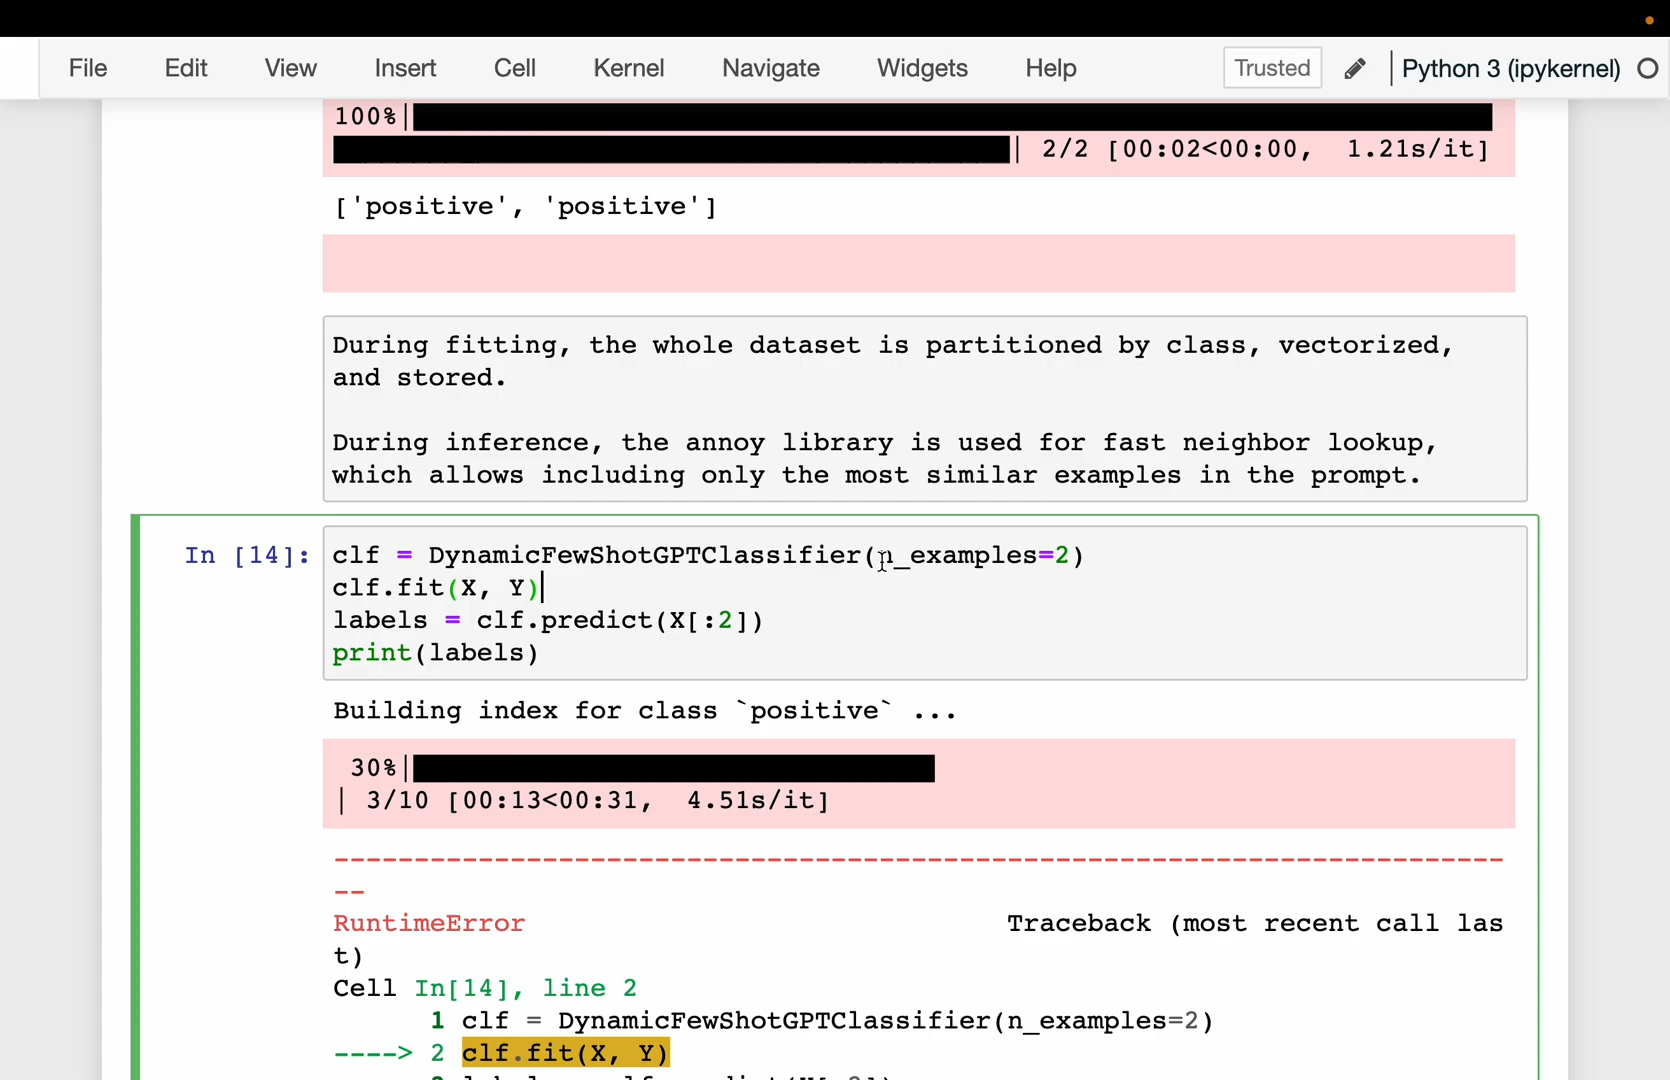 File Edit View Insert Cell Kernel Navigate Widgets Help Trusted Python 3 (ipykernel)
100%|
| 2/2 [00:02<00:00, 1.21s/it]
['positive', 'positive']
During fitting, the whole dataset is partitioned by class, vectorized,
and stored.
During inference, the annoy library is used for fast neighbor lookup,
which allows including only the most similar examples in the prompt.
In [14]: clf = DynamicFewShotGPTClassifier(n_examples=2)
clf.fit(X, Y)
labels = clf.predict(X[:2])
print(labels)
Building index for class `positive` ...
30%|
| 3/10 [00:13<00:31, 4.51s/it]
-------------------------------------------------------------------------
--
RuntimeError Traceback (most recent call las
t)
Cell In[14], line 2
1 clf = DynamicFewShotGPTClassifier(n_examples=2)
----> 2 clf.fit(X, Y)